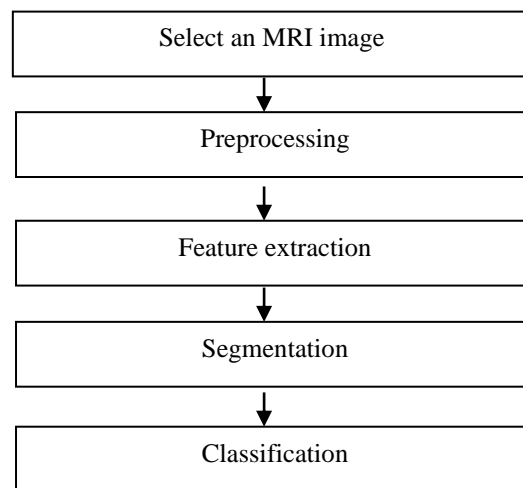 Select an MRI image
Preprocessing
Feature extraction
Segmentation
Classification